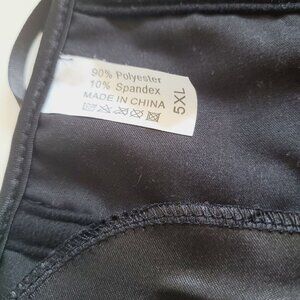 90% Polyester
10% Spandex
MADE IN CHINA
5XL